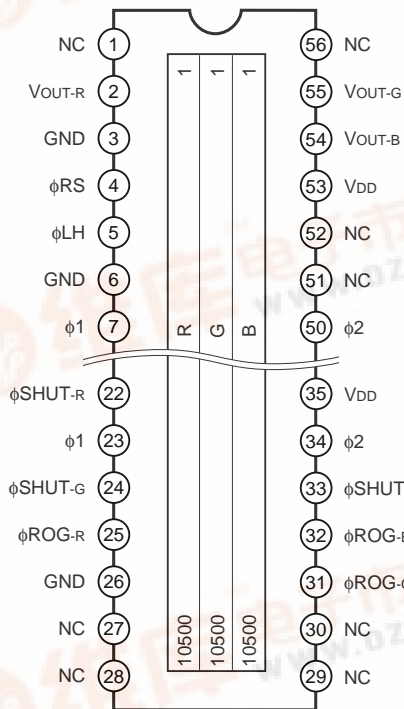 NC 1
VOUT-R 2
GND 3
φRS 4
φLH 5
GND 6
φ1 7
φSHUT-R 22
φ1 23
φSHUT-G 24
φROG-R 25
GND 26
NC 27
NC 28
1 1 1
R G B
10500 10500 10500
56 NC
55 VOUT-G
54 VOUT-B
53 VDD
52 NC
51 NC
50 φ2
35 VDD
34 φ2
33 φSHUT
32 φROG-B
31 φROG-G
30 NC
29 NC